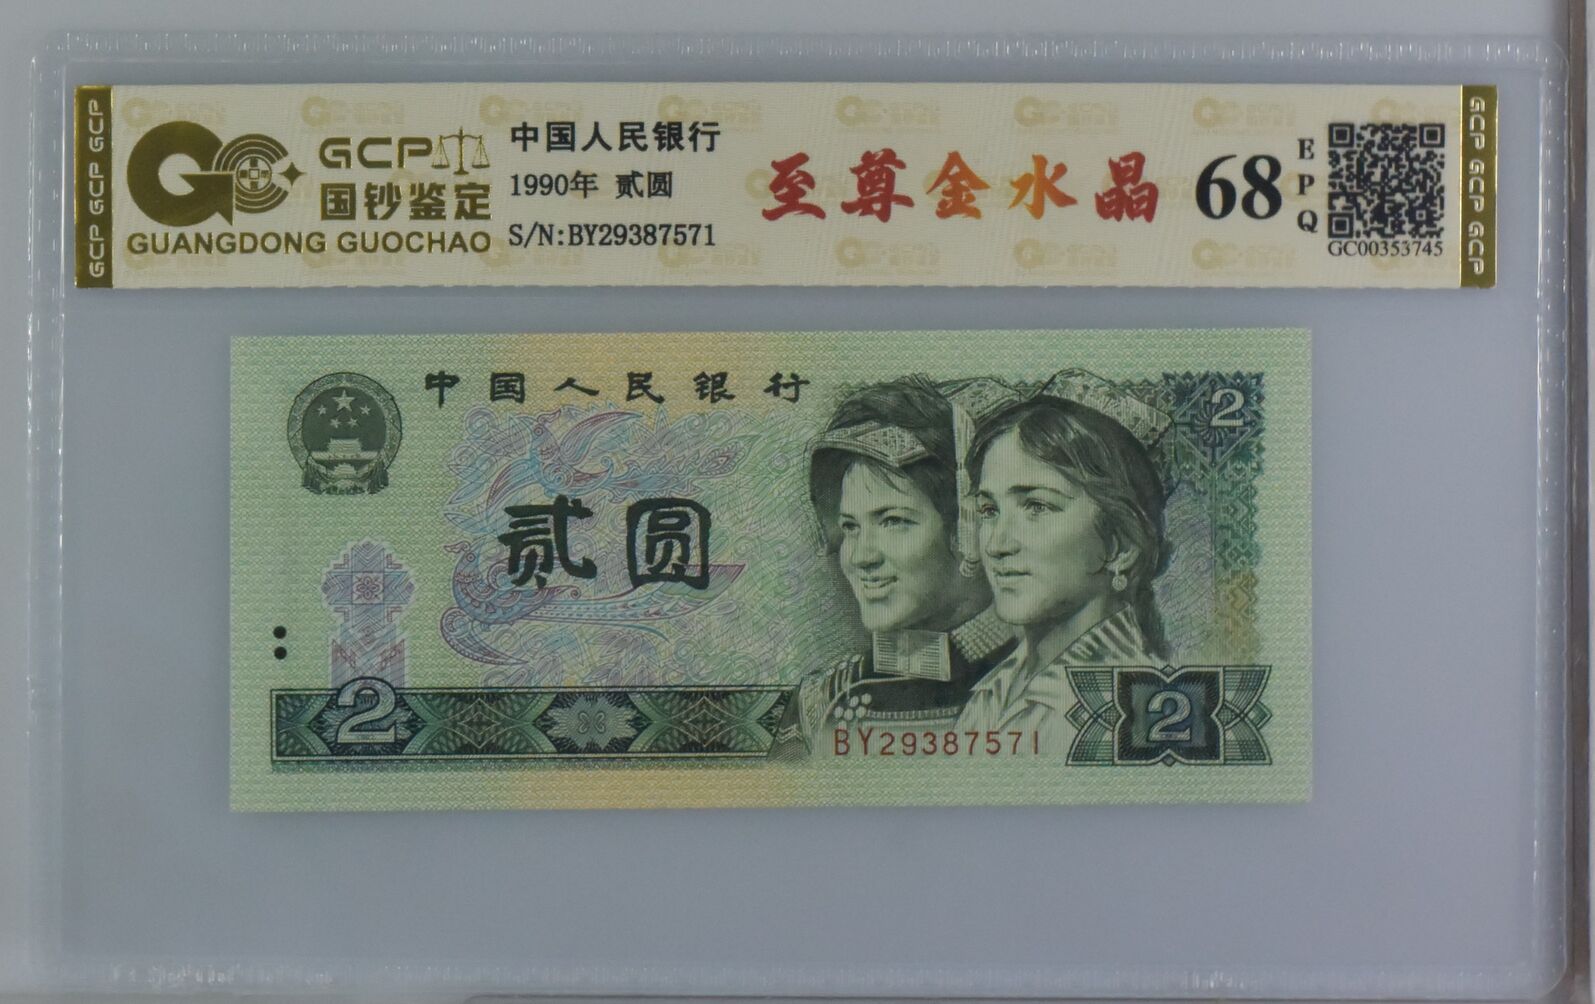 GCP GCP GCP
GCP
国钞鉴定
GUANGDONG GUOCHAO
中国人民银行
1990年 贰圆
S/N:BY29387571
至尊金水晶
68
EPQ
GC00353745
GCP GCP GCP
中国人民银行
2
贰圆
2
BY29387571
2